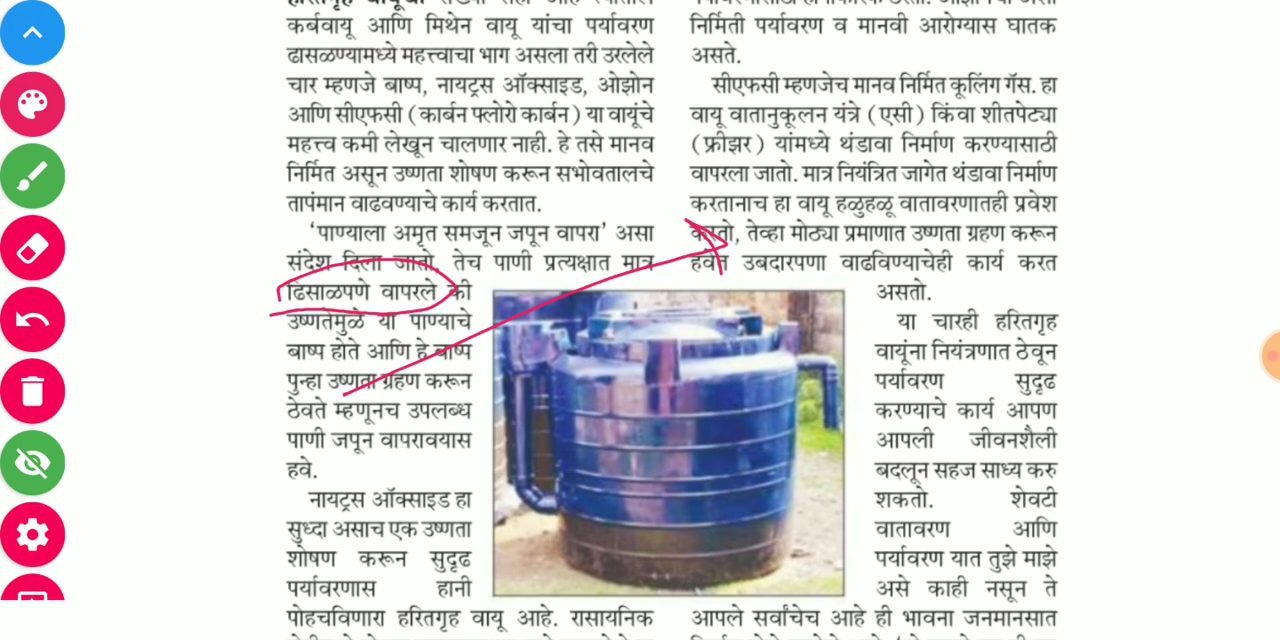 कर्बवायू आणि मिथेन वायू यांचा पर्यावरण
ढासळण्यामध्ये महत्त्वाचा भाग असला तरी उरलेले
चार म्हणजे बाष्प, नायट्रस ऑक्साइड, ओझोन
आणि सीएफसी (कार्बन फ्लोरो कार्बन) या वायूंचे
महत्त्व कमी लेखून चालणार नाही. हे तसे मानव
निर्मित असून उष्णता शोषण करून सभोवतालचे
तापंमान वाढवण्याचे कार्य करतात.
‘पाण्याला अमृत समजून जपून वापरा’ असा
संदेश दिला जातो, तेच पाणी प्रत्यक्षात मात्र
ढिसाळपणे वापरले की
उष्णतेमुळे या पाण्याचे
बाष्प होते आणि हे बाष्प
पुन्हा उष्णता ग्रहण करून
ठेवते म्हणूनच उपलब्ध
पाणी जपून वापरावयास
हवे.
नायट्रस ऑक्साइड हा
सुध्दा असाच एक उष्णता
शोषण करून सुदृढ
पर्यावरणास हानी
पोहचविणारा हरितगृह वायू आहे. रासायनिक
निर्मिती पर्यावरण व मानवी आरोग्यास घातक
असते.
सीएफसी म्हणजेच मानव निर्मित कूलिंग गॅस. हा
वायू वातानुकूलन यंत्रे (एसी) किंवा शीतपेट्या
(फ्रीझर) यांमध्ये थंडावा निर्माण करण्यासाठी
वापरला जातो. मात्र नियंत्रित जागेत थंडावा निर्माण
करतानाच हा वायू हळुहळू वातावरणातही प्रवेश
करतो, तेव्हा मोठ्या प्रमाणात उष्णता ग्रहण करून
हवेत उबदारपणा वाढविण्याचेही कार्य करत
असतो.
या चारही हरितगृह
वायूंना नियंत्रणात ठेवून
पर्यावरण सुदृढ
करण्याचे कार्य आपण
आपली जीवनशैली
बदलून सहज साध्य करु
शकतो. शेवटी
वातावरण आणि
पर्यावरण यात तुझे माझे
असे काही नसून ते
आपले सर्वांचेच आहे ही भावना जनमानसात